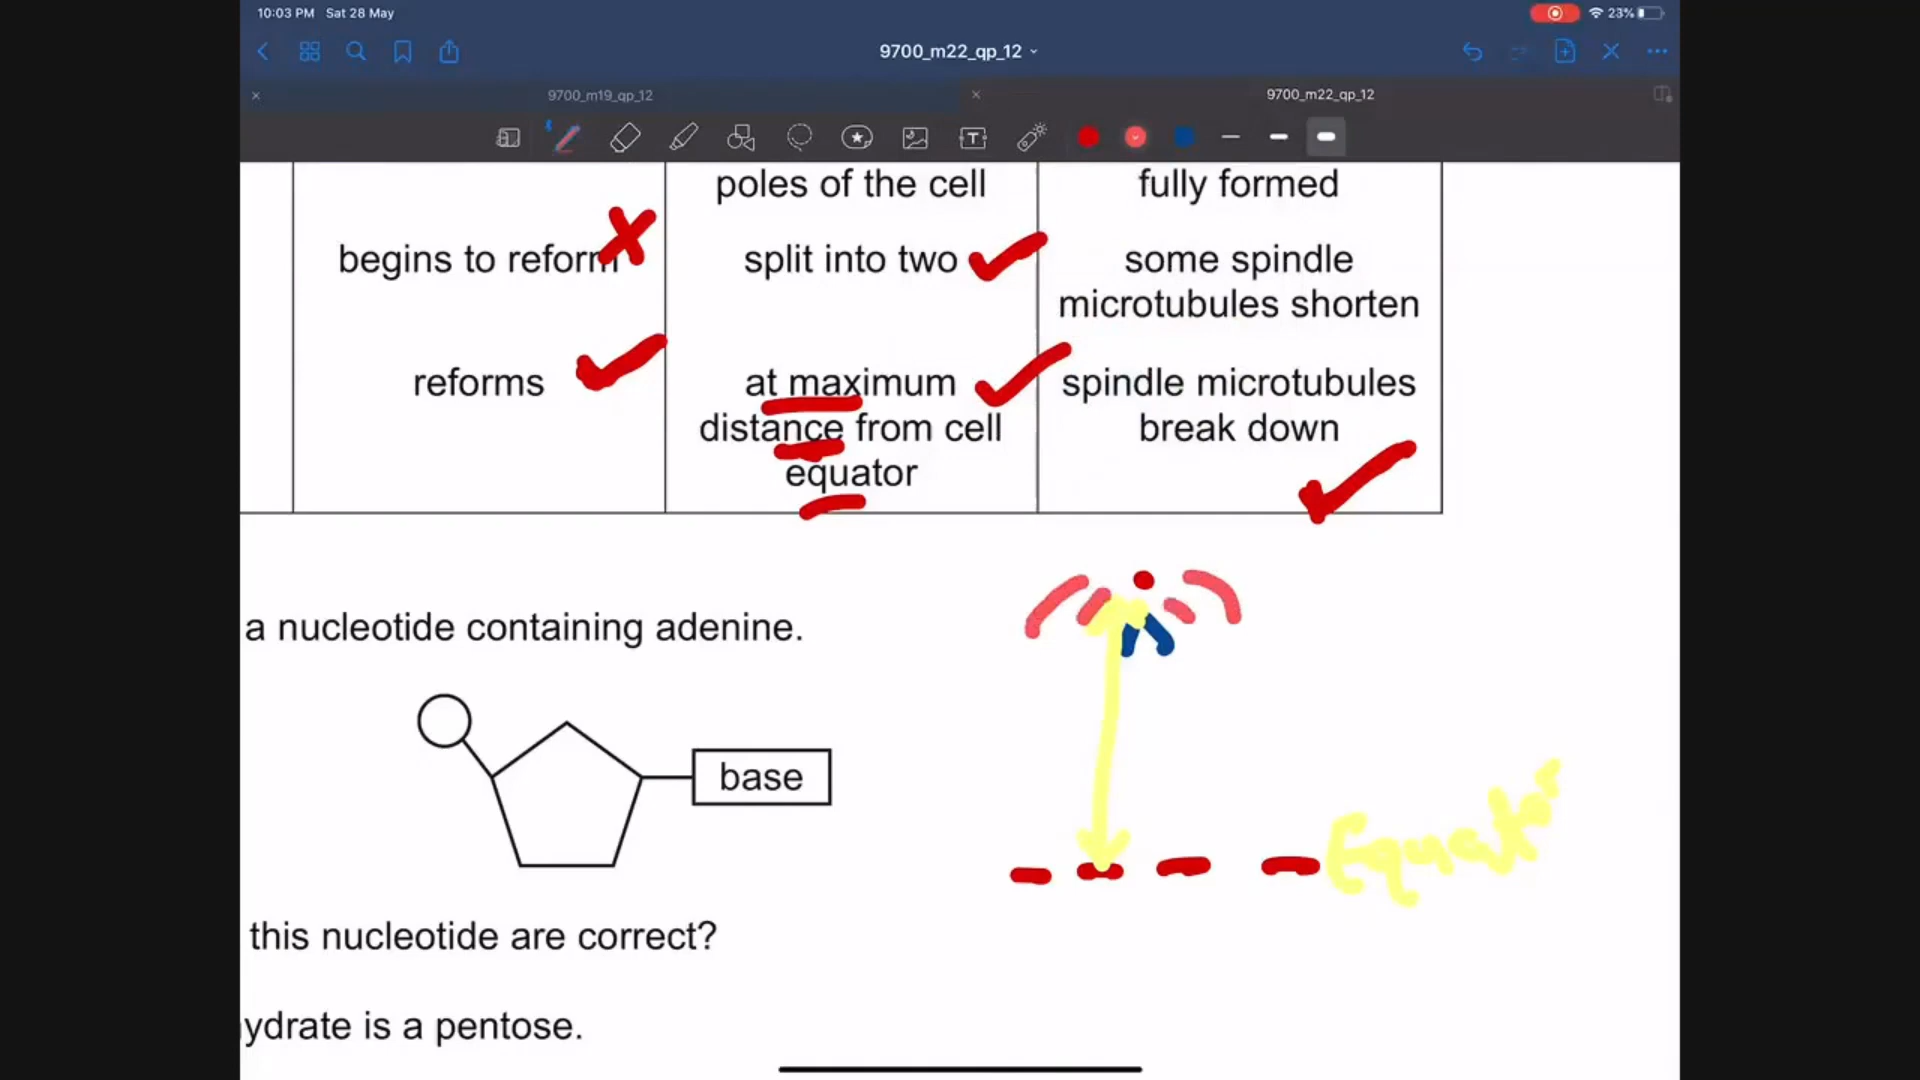 10:03 PM Sat 28 May
23%
9700_m22_qp_12
9700_m19_qp_12
9700_m22_qp_12
poles of the cell
fully formed
begins to reform
split into two
some spindle
microtubules shorten
reforms
at maximum
distance from cell
equator
spindle microtubules
break down
a nucleotide containing adenine.
base
Equator
this nucleotide are correct?
ydrate is a pentose.